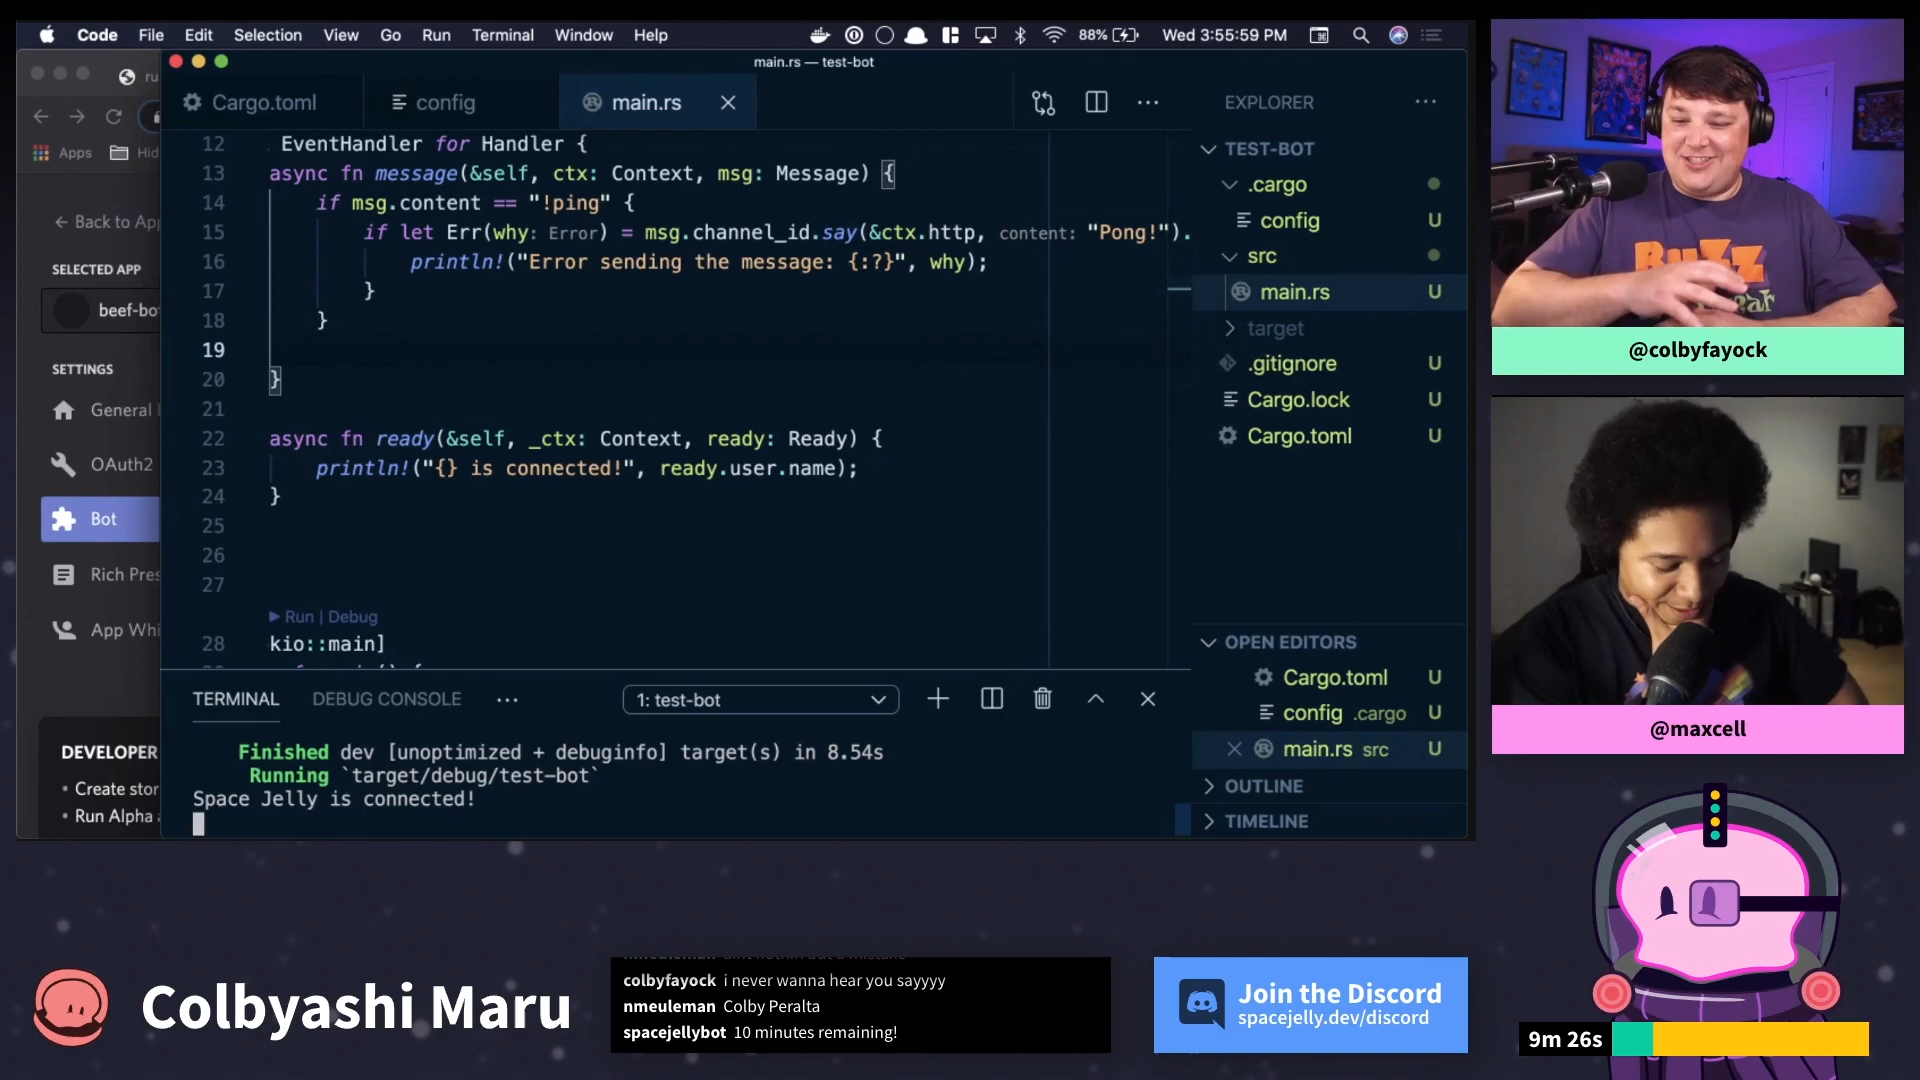 Code File Edit Selection View Go Run Terminal Window Help
88% Wed 3:55:59 PM
main.rs — test-bot
ru
Cargo.toml
config
main.rs
Apps
Hid
← Back to App
SELECTED APP
beef-bo
SETTINGS
General I
OAuth2
Bot
Rich Pres
App Whi
DEVELOPER
• Create stor
• Run Alpha a
12 EventHandler for Handler {
13 async fn message(&self, ctx: Context, msg: Message) {
14 if msg.content == "!ping" {
15 if let Err(why: Error) = msg.channel_id.say(&ctx.http, content: "Pong!").
16 println!("Error sending the message: {:?}", why);
17 }
18 }
19
20 }
21
22 async fn ready(&self, _ctx: Context, ready: Ready) {
23 println!("{} is connected!", ready.user.name);
24 }
25
26
27
Run | Debug
28 kio::main]
TERMINAL DEBUG CONSOLE ···
1: test-bot
Finished dev [unoptimized + debuginfo] target(s) in 8.54s
Running `target/debug/test-bot`
Space Jelly is connected!
EXPLORER ···
TEST-BOT
.cargo
config U
src
main.rs U
target
.gitignore U
Cargo.lock U
Cargo.toml U
OPEN EDITORS
Cargo.toml U
config .cargo U
main.rs src U
OUTLINE
TIMELINE
@colbyfayock
@maxcell
Colbyashi Maru
colbyfayock i never wanna hear you sayyyy
nmeuleman Colby Peralta
spacejellybot 10 minutes remaining!
Join the Discord
spacejelly.dev/discord
9m 26s